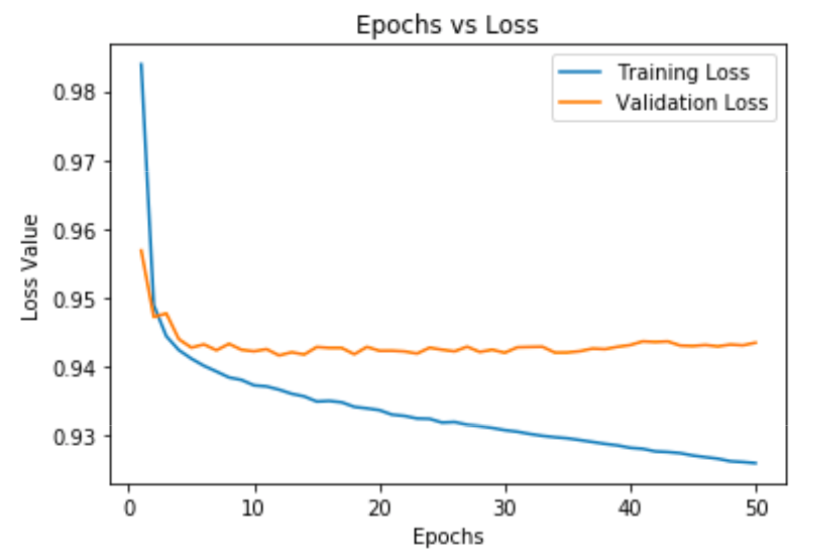 Epochs vs Loss
Training Loss
Validation Loss
0.98
0.97
0.96
0.95
0.94
0.93
Loss Value
0 10 20 30 40 50
Epochs